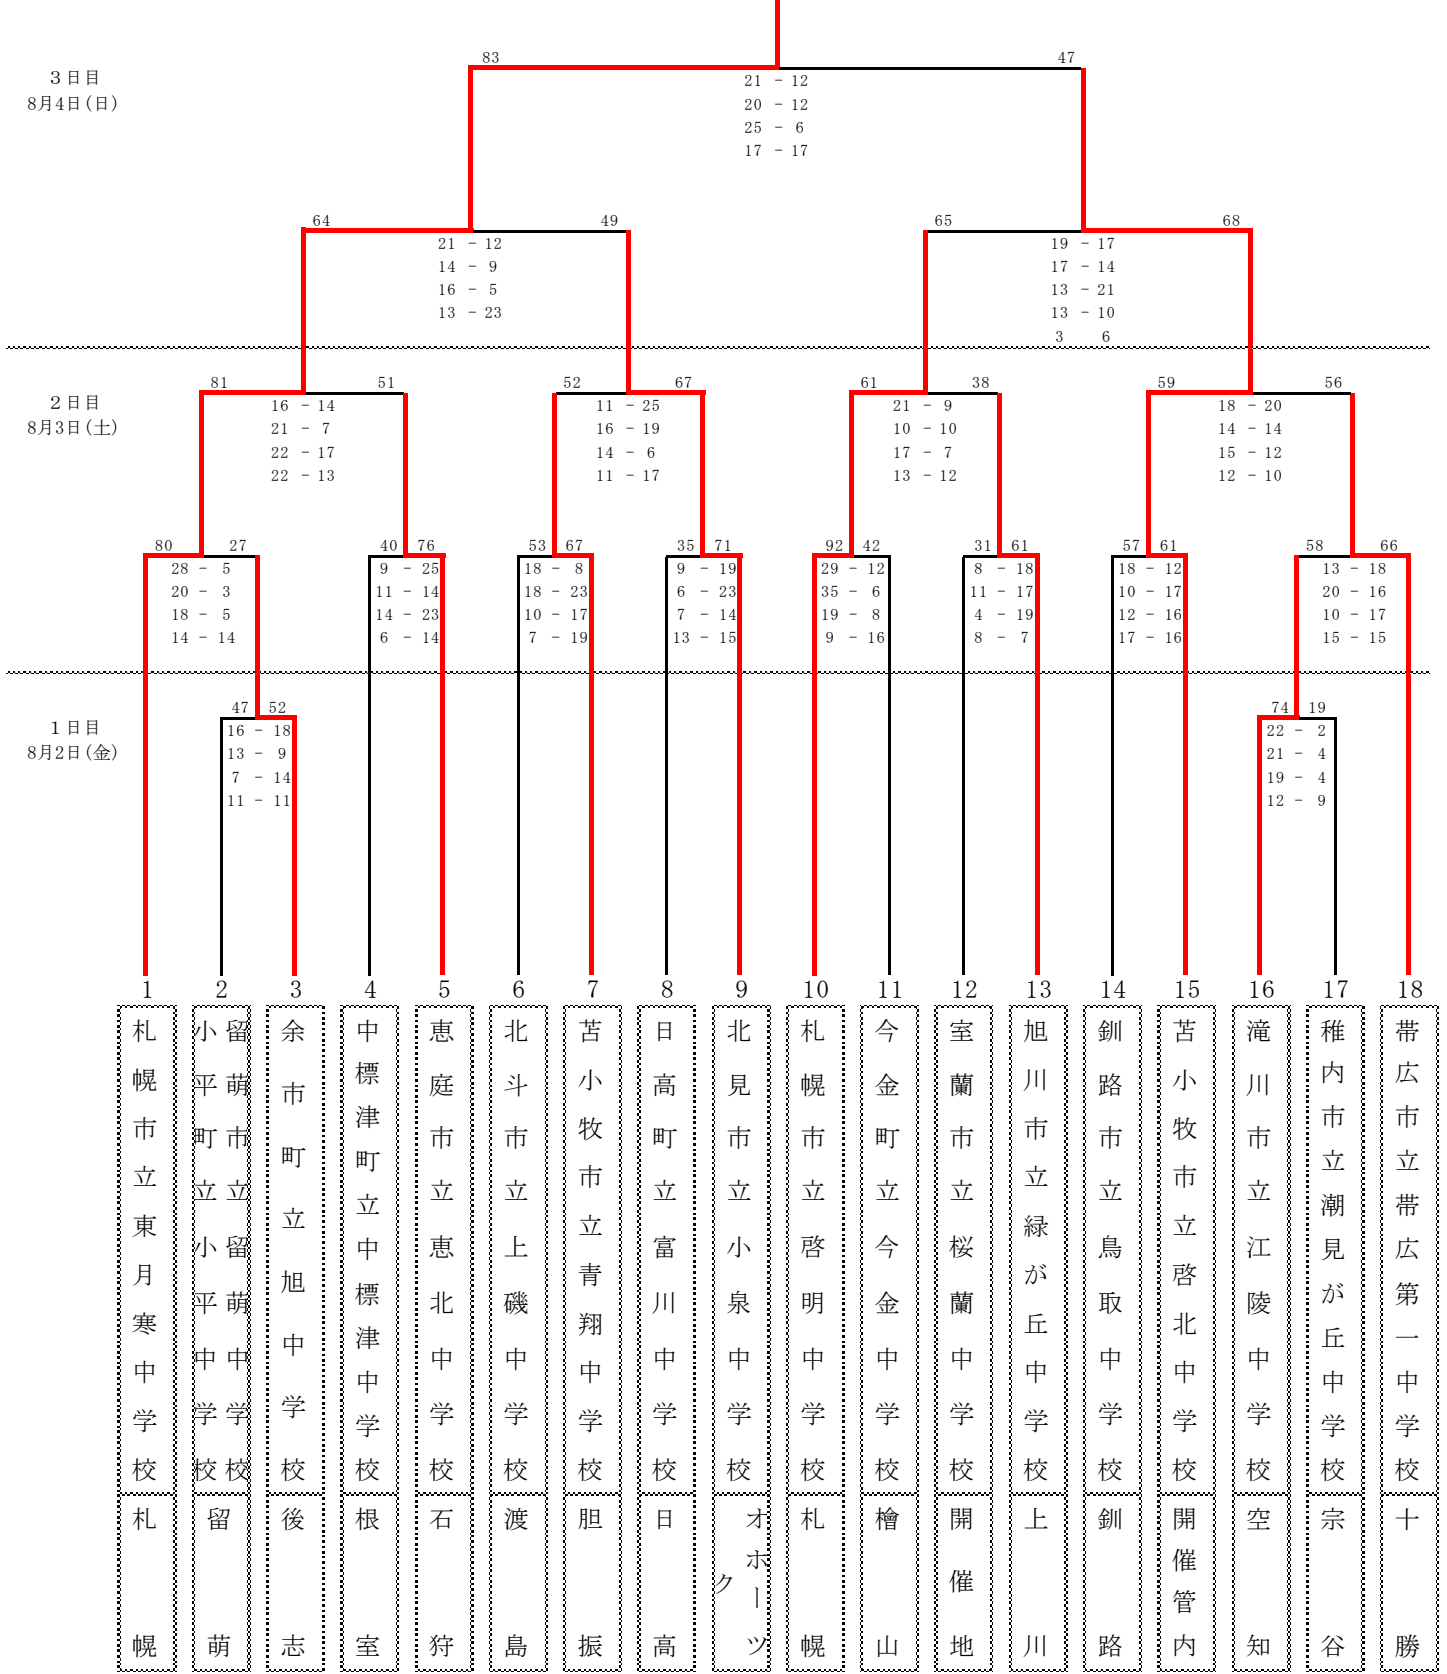 83 47
3日目
8月4日(日)
21 - 12
20 - 12
25 - 6
17 - 17
64 49 65 68
21 - 12
14 - 9
16 - 5
13 - 23
19 - 17
17 - 14
13 - 21
13 - 10
3 6
2日目
8月3日(土)
81 51
16 - 14
21 - 7
22 - 17
22 - 13
52 67
11 - 25
16 - 19
14 - 6
11 - 17
61 38
21 - 9
10 - 10
17 - 7
13 - 12
59 56
18 - 20
14 - 14
15 - 12
12 - 10
80 27
28 - 5
20 - 3
18 - 5
14 - 14
40 76
9 - 25
11 - 14
14 - 23
6 - 14
53 67
18 - 8
18 - 23
10 - 17
7 - 19
35 71
9 - 19
6 - 23
7 - 14
13 - 15
92 42
29 - 12
35 - 6
19 - 8
9 - 16
31 61
8 - 18
11 - 17
4 - 19
8 - 7
57 61
18 - 12
10 - 17
12 - 16
17 - 16
58 66
13 - 18
20 - 16
10 - 17
15 - 15
1日目
8月2日(金)
47 52
16 - 18
13 - 9
7 - 14
11 - 11
74 19
22 - 2
21 - 4
19 - 4
12 - 9
1
札幌市立東月寒中学校
札幌
2
留萌市立留萌中学校
小平町立小平中学校
留萌
3
余市町立旭中学校
後志
4
中標津町立中標津中学校
根室
5
恵庭市立恵北中学校
石狩
6
北斗市立上磯中学校
渡島
7
苫小牧市立青翔中学校
胆振
8
日高町立富川中学校
日高
9
北見市立小泉中学校
オホーツ
ク
10
札幌市立啓明中学校
札幌
11
今金町立今金中学校
檜山
12
室蘭市立桜蘭中学校
開催地
13
旭川市立緑が丘中学校
上川
14
釧路市立鳥取中学校
釧路
15
苫小牧市立啓北中学校
開催管内
16
滝川市立江陵中学校
空知
17
稚内市立潮見が丘中学校
宗谷
18
帯広市立帯広第一中学校
十勝